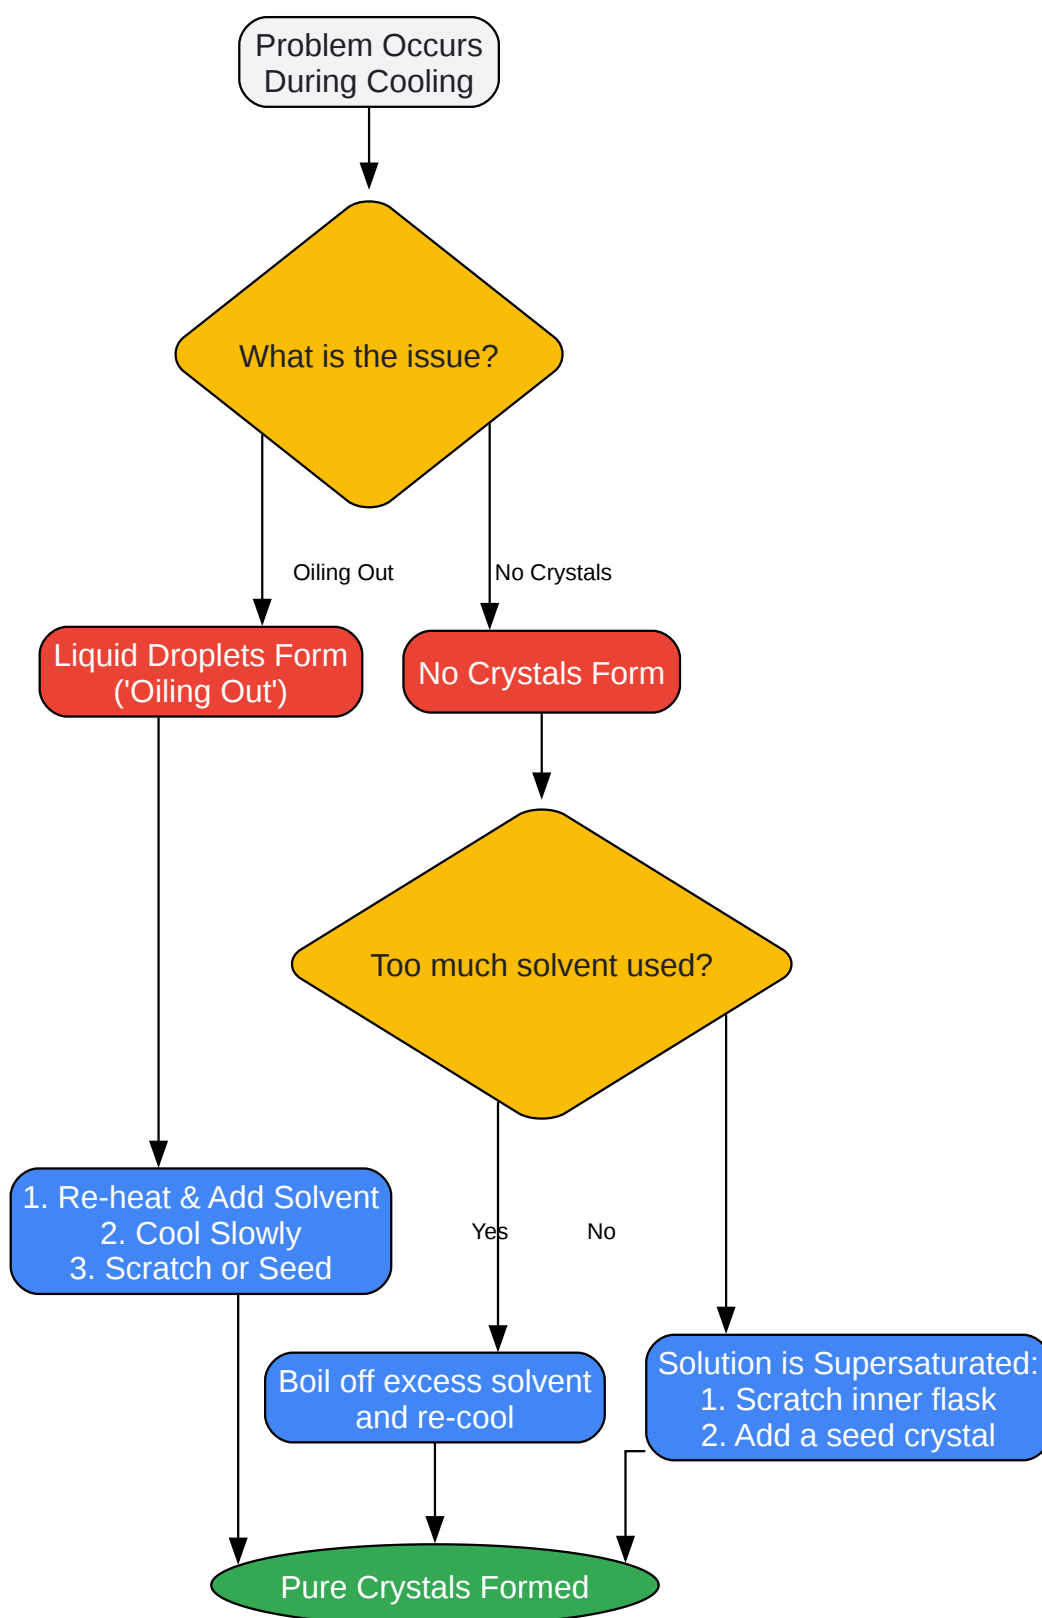 Problem Occurs
During Cooling
What is the issue?
Oiling Out
No Crystals
Liquid Droplets Form
('Oiling Out')
No Crystals Form
Too much solvent used?
1. Re-heat & Add Solvent
2. Cool Slowly
3. Scratch or Seed
Yes
No
Boil off excess solvent
and re-cool
Solution is Supersaturated:
1. Scratch inner flask
2. Add a seed crystal
Pure Crystals Formed